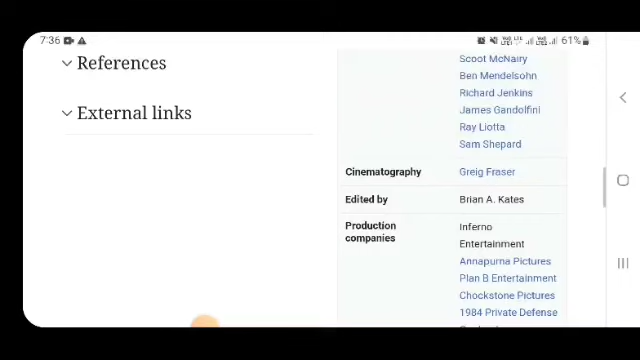 7:36
61%
References
External links
Scoot McNairy
Ben Mendelsohn
Richard Jenkins
James Gandolfini
Ray Liotta
Sam Shepard
Cinematography Greig Fraser
Edited by Brian A. Kates
Production companies
Inferno
Entertainment
Annapurna Pictures
Plan B Entertainment
Chockstone Pictures
1984 Private Defense